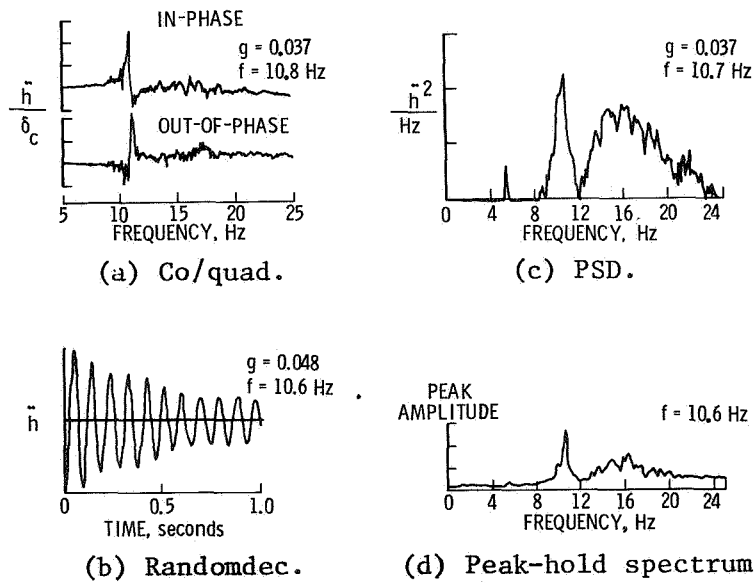 IN-PHASE
g = 0.037
f = 10.8 Hz
ḧ
δc
OUT-OF-PHASE
5 10 15 20 25
FREQUENCY, Hz
(a) Co/quad.
g = 0.037
f = 10.7 Hz
ḧ2
Hz
0 4 8 12 16 20 24
FREQUENCY, Hz
(c) PSD.
g = 0.048
f = 10.6 Hz
ḧ
0 0.5 1.0
TIME, seconds
(b) Randomdec.
PEAK
AMPLITUDE
f = 10.6 Hz
0 4 8 12 16 20 24
FREQUENCY, Hz
(d) Peak-hold spectrum